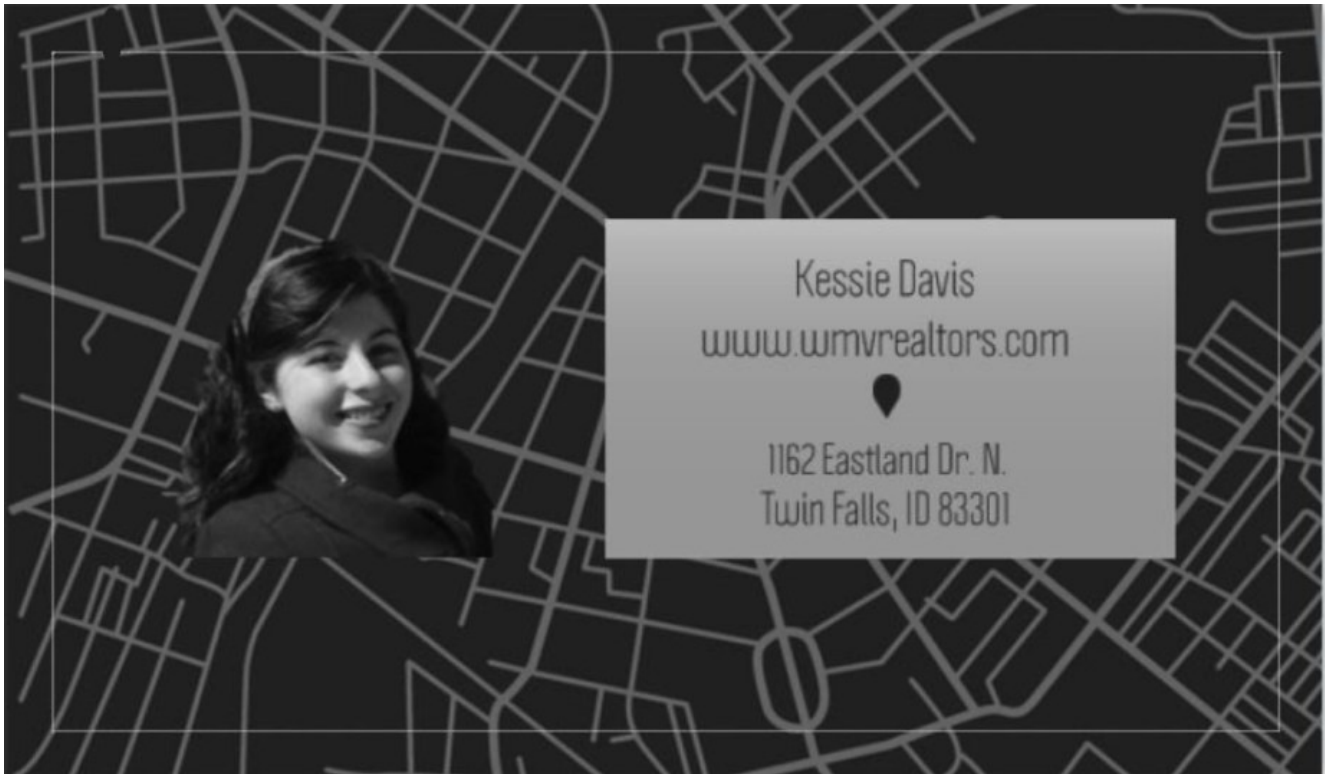 Kessie Davis
www.wmvrealtors.com
1162 Eastland Dr. N.
Twin Falls, ID 83301